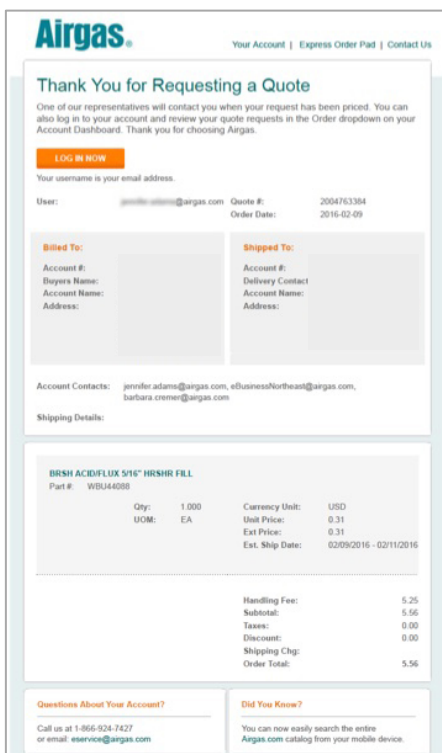 Airgas®
Your Account | Express Order Pad | Contact Us
Thank You for Requesting a Quote
One of our representatives will contact you when your request has been priced. You can
also log in to your account and review your quote requests in the Order dropdown on your
Account Dashboard. Thank you for choosing Airgas.
LOG IN NOW
Your username is your email address.
User: @airgas.com Quote #: 2004763384
Order Date: 2016-02-09
Billed To: Shipped To:
Account #: Account #:
Buyers Name: Delivery Contact
Account Name: Account Name:
Address: Address:
Account Contacts: jennifer.adams@airgas.com, eBusinessNortheast@airgas.com,
barbara.cremer@airgas.com
Shipping Details:
BRSH ACID/FLUX 5/16" HRSHR FILL
Part #: WBU44088
Qty: 1.000 Currency Unit: USD
UOM: EA Unit Price: 0.31
Ext Price: 0.31
Est. Ship Date: 02/09/2016 - 02/11/2016
Handling Fee: 5.25
Subtotal: 5.56
Taxes: 0.00
Discount: 0.00
Shipping Chg:
Order Total: 5.56
Questions About Your Account? Did You Know?
Call us at 1-866-924-7427 You can now easily search the entire
or email: eservice@airgas.com Airgas.com catalog from your mobile device.